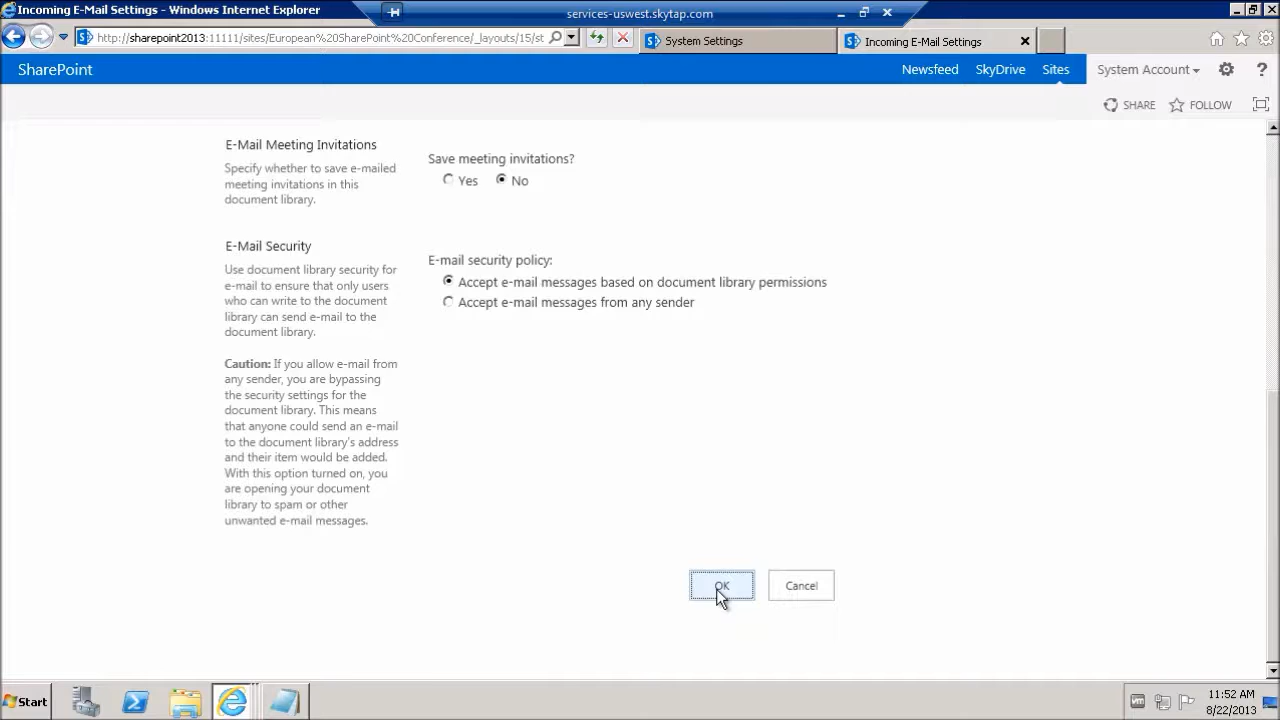 Incoming E-Mail Settings - Windows Internet Explorer
services-uswest.skytap.com
http://sharepoint2013:11111/sites/European%20SharePoint%20Conference/_layouts/15/st
System Settings
Incoming E-Mail Settings
SharePoint
Newsfeed
SkyDrive
Sites
System Account
?
SHARE
FOLLOW
E-Mail Meeting Invitations
Specify whether to save e-mailed
meeting invitations in this
document library.
Save meeting invitations?
Yes
No
E-Mail Security
Use document library security for
e-mail to ensure that only users
who can write to the document
library can send e-mail to the
document library.
Caution: If you allow e-mail from
any sender, you are bypassing
the security settings for the
document library. This means
that anyone could send an e-mail
to the document library's address
and their item would be added.
With this option turned on, you
are opening your document
library to spam or other
unwanted e-mail messages.
E-mail security policy:
Accept e-mail messages based on document library permissions
Accept e-mail messages from any sender
OK
Cancel
Start
11:52 AM
8/22/2013